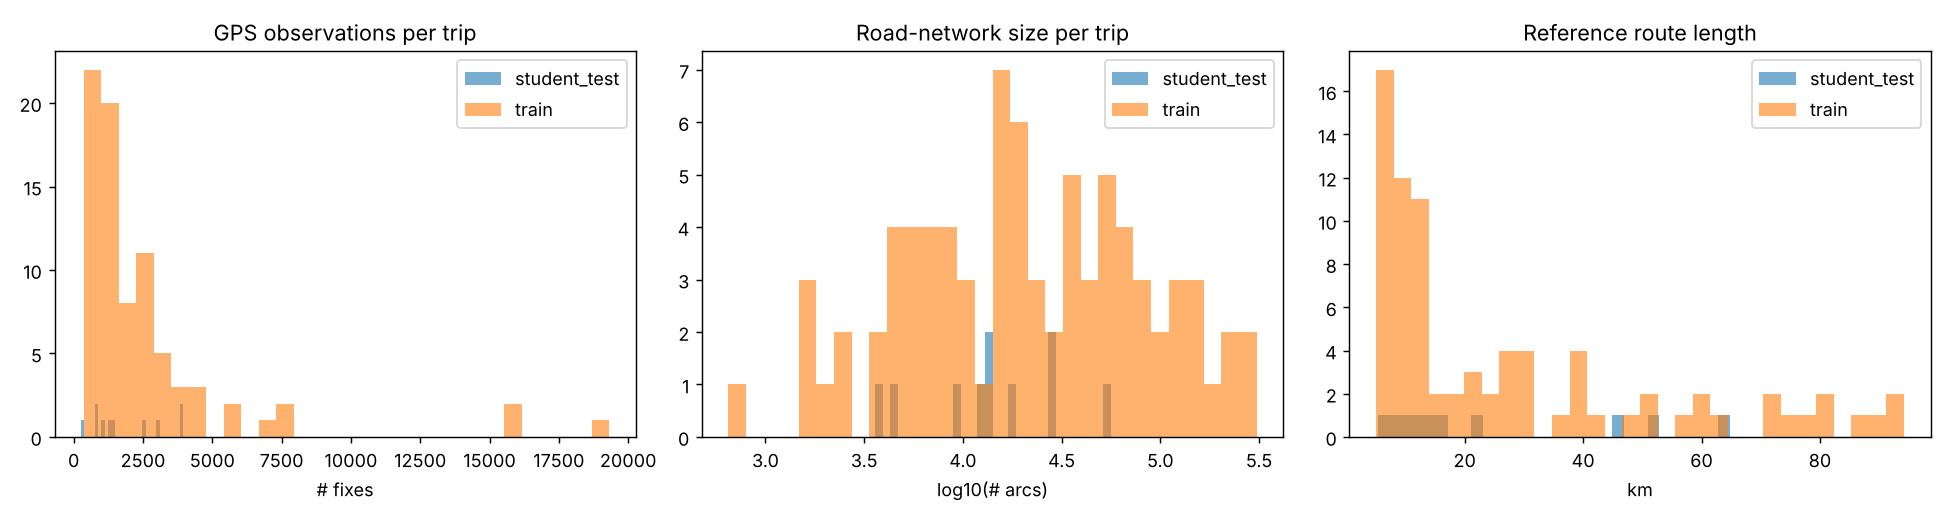 GPS observations per trip
student_test
train
20
15
10
5
0
0 2500 5000 7500 10000 12500 15000 17500 20000
# fixes
Road-network size per trip
student_test
train
7
6
5
4
3
2
1
0
3.0 3.5 4.0 4.5 5.0 5.5
log10(# arcs)
Reference route length
student_test
train
16
14
12
10
8
6
4
2
0
20 40 60 80
km